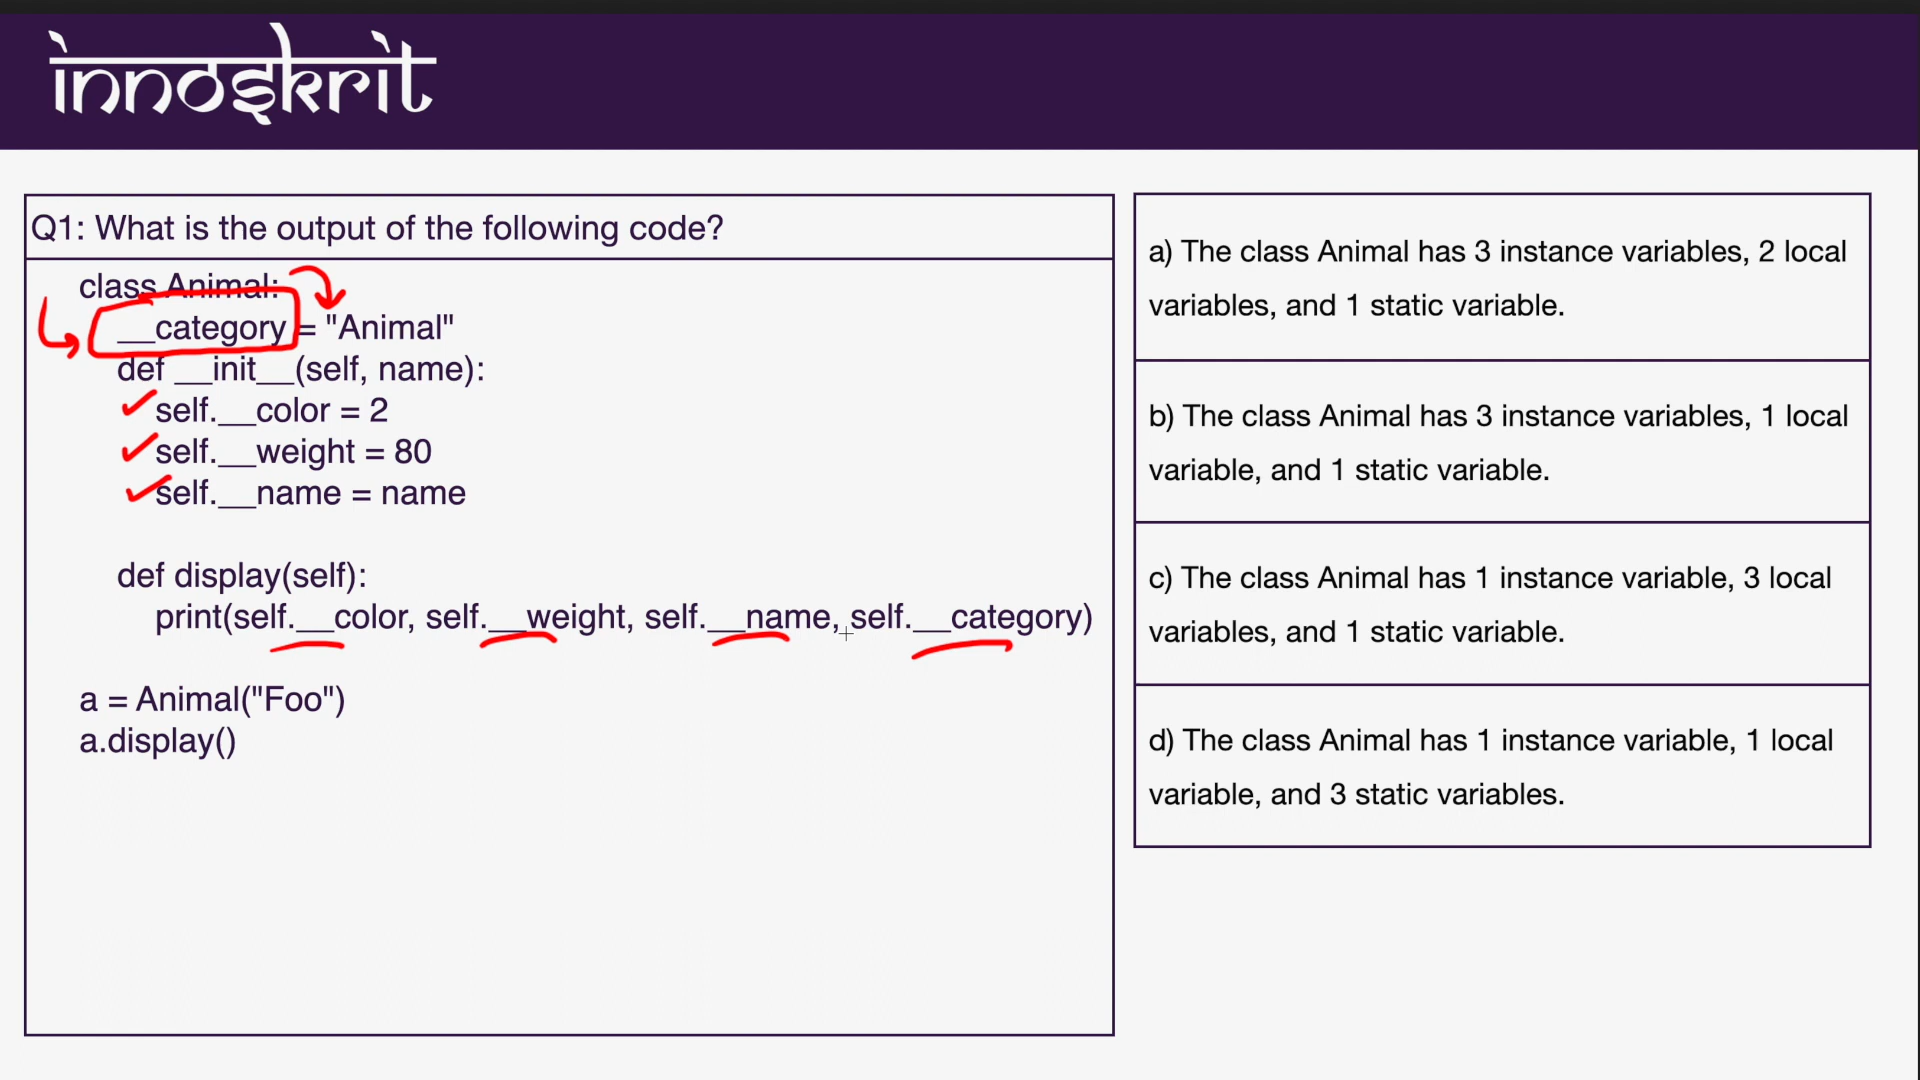 innoskrit
Q1: What is the output of the following code?
class Animal:
__category = "Animal"
def __init__(self, name):
self.__color = 2
self.__weight = 80
self.__name = name
def display(self):
print(self.__color, self.__weight, self.__name, self.__category)
a = Animal("Foo")
a.display()
a) The class Animal has 3 instance variables, 2 local
variables, and 1 static variable.
b) The class Animal has 3 instance variables, 1 local
variable, and 1 static variable.
c) The class Animal has 1 instance variable, 3 local
variables, and 1 static variable.
d) The class Animal has 1 instance variable, 1 local
variable, and 3 static variables.